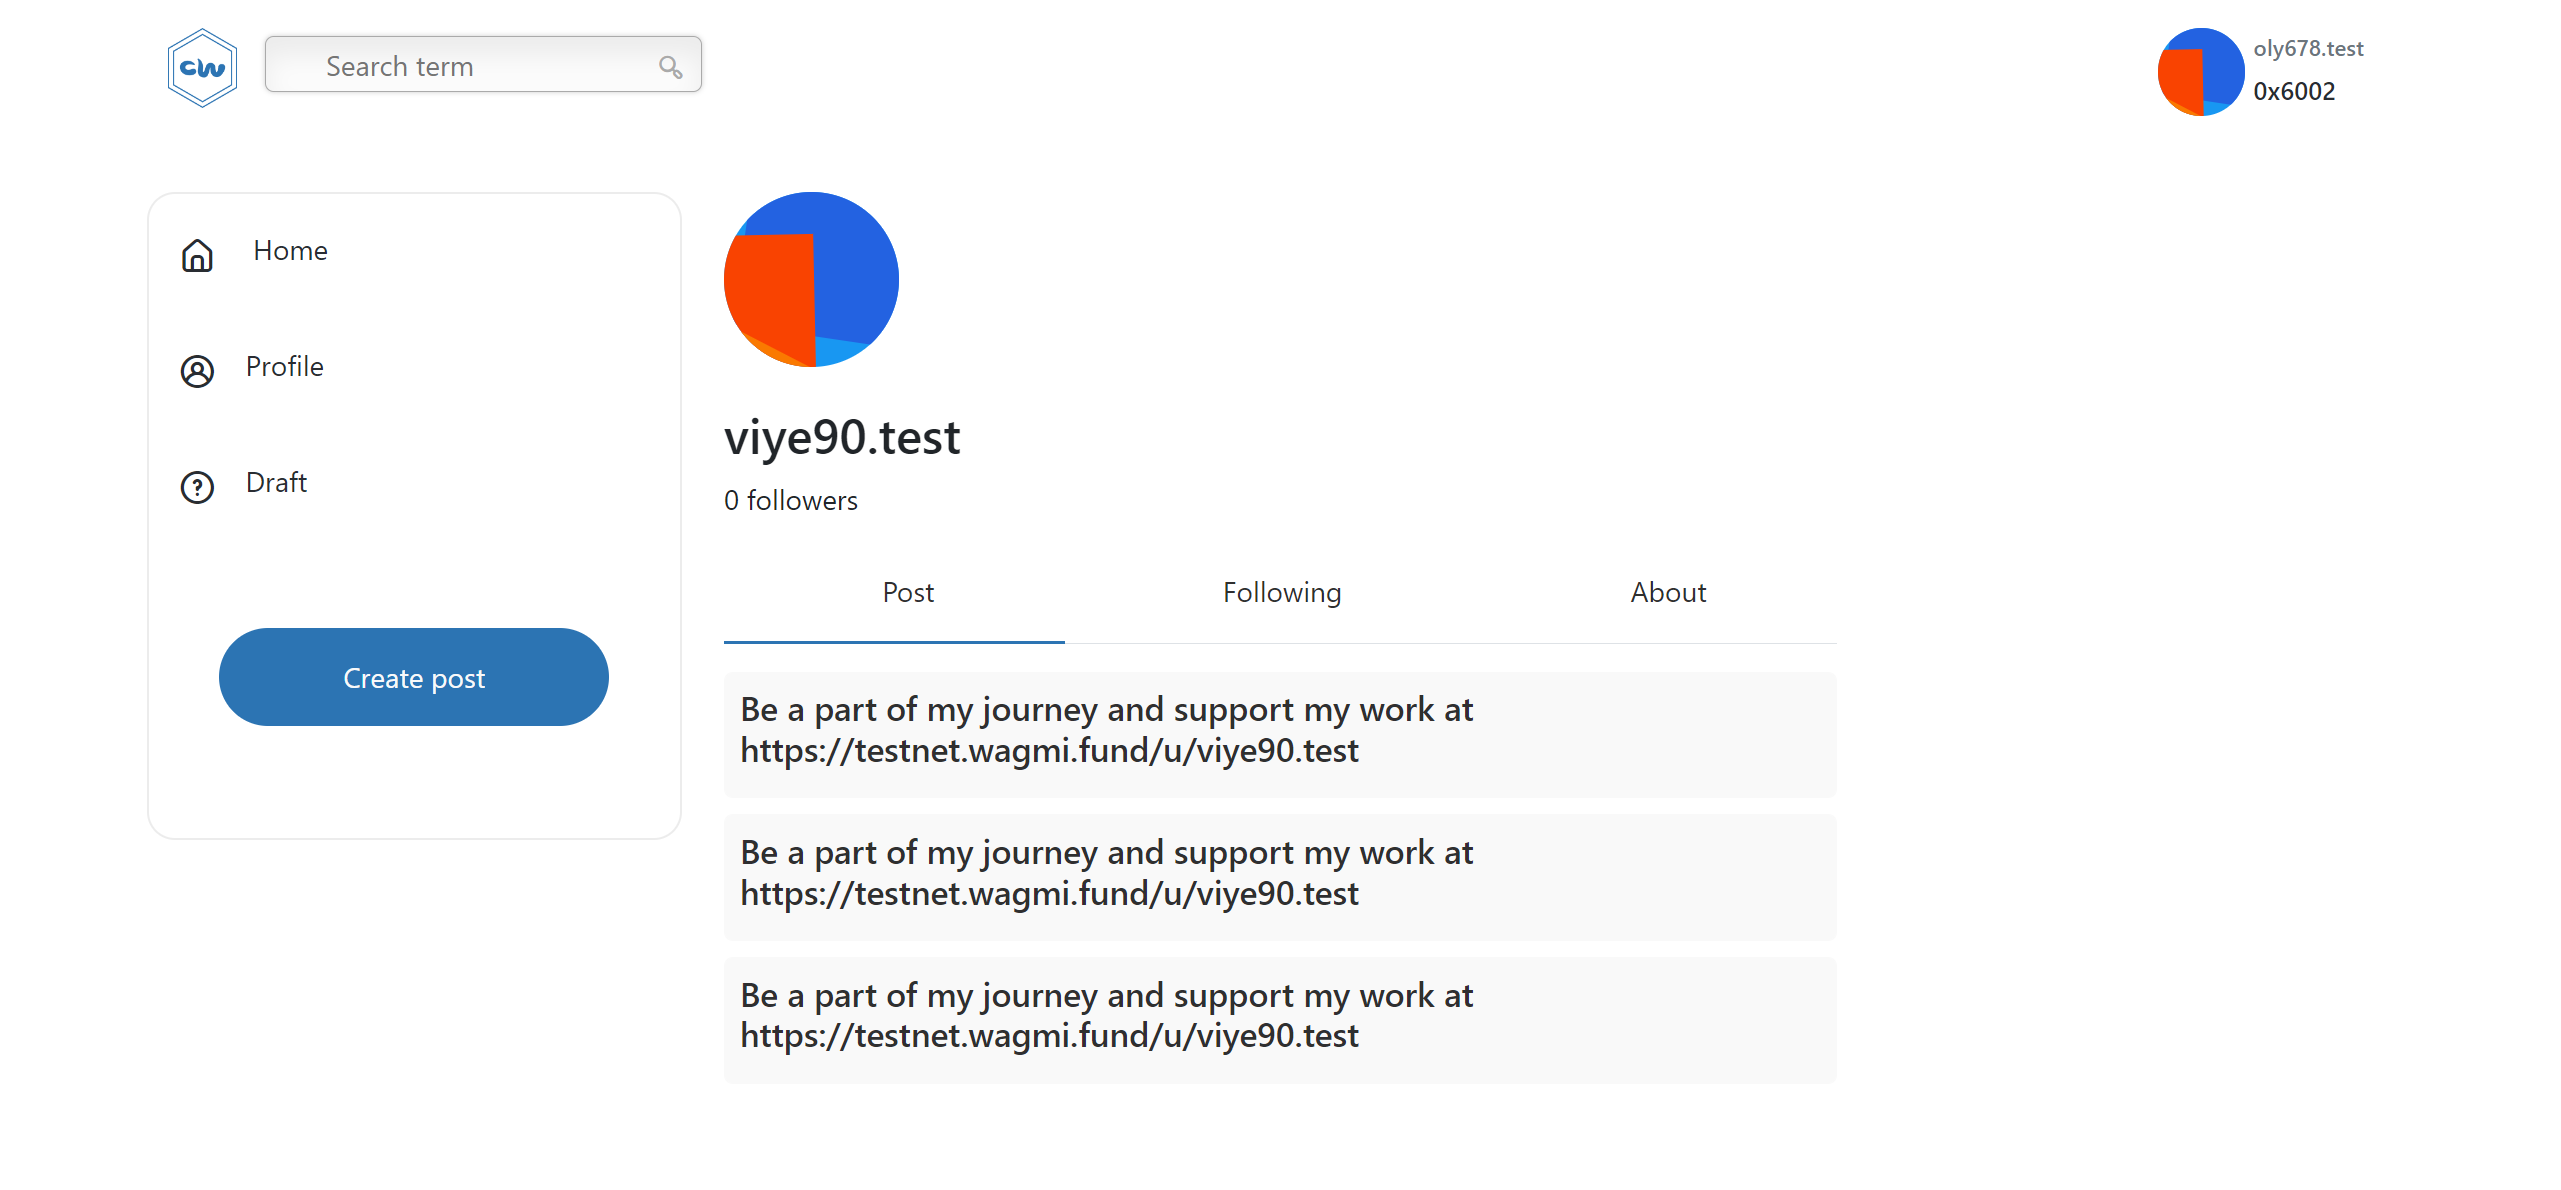 cw
Search term
oly678.test
0x6002
Home
Profile
Draft
Create post
viye90.test
0 followers
Post Following About
Be a part of my journey and support my work at
https://testnet.wagmi.fund/u/viye90.test
Be a part of my journey and support my work at
https://testnet.wagmi.fund/u/viye90.test
Be a part of my journey and support my work at
https://testnet.wagmi.fund/u/viye90.test